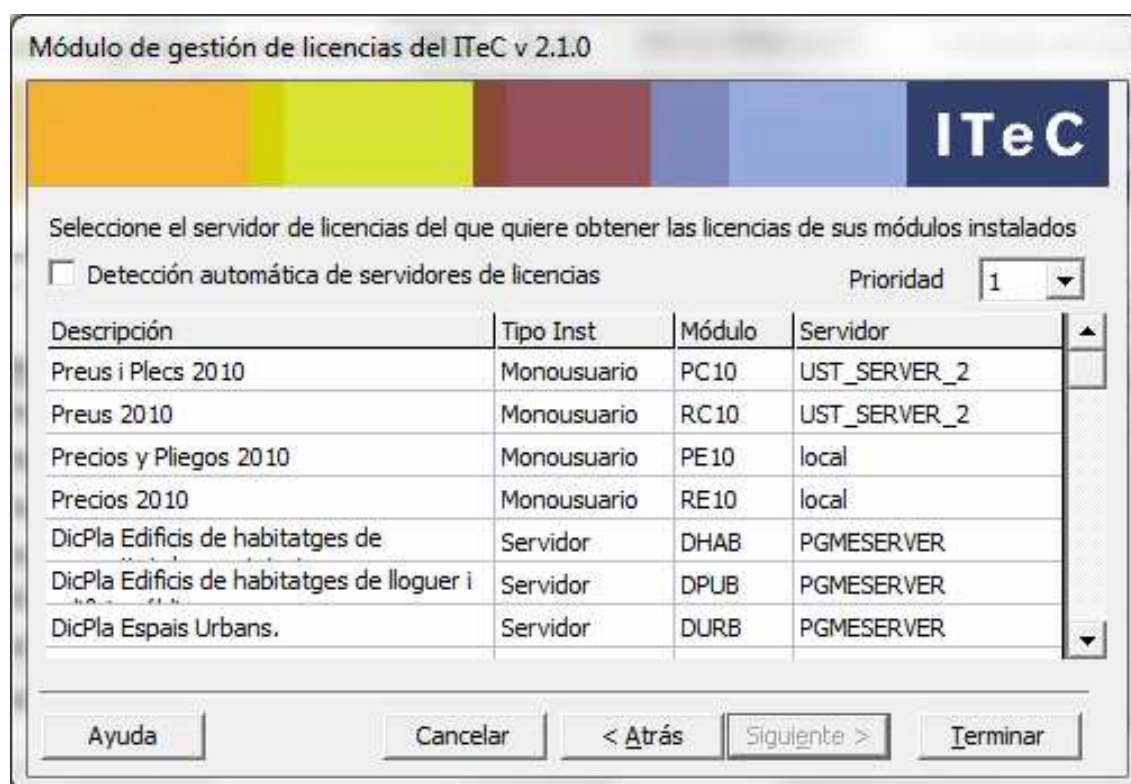 Módulo de gestión de licencias del ITeC v 2.1.0
ITeC
Seleccione el servidor de licencias del que quiere obtener las licencias de sus módulos instalados
Detección automática de servidores de licencias Prioridad 1
Descripción Tipo Inst Módulo Servidor
Preus i Plecs 2010 Monousuario PC10 UST_SERVER_2
Preus 2010 Monousuario RC10 UST_SERVER_2
Precios y Pliegos 2010 Monousuario PE10 local
Precios 2010 Monousuario RE10 local
DicPla Edificis de habitatges de Servidor DHAB PGMESERVER
DicPla Edificis de habitatges de lloguer i Servidor DPUB PGMESERVER
DicPla Espais Urbans. Servidor DURB PGMESERVER
Ayuda Cancelar < Atrás Siguiente > Terminar